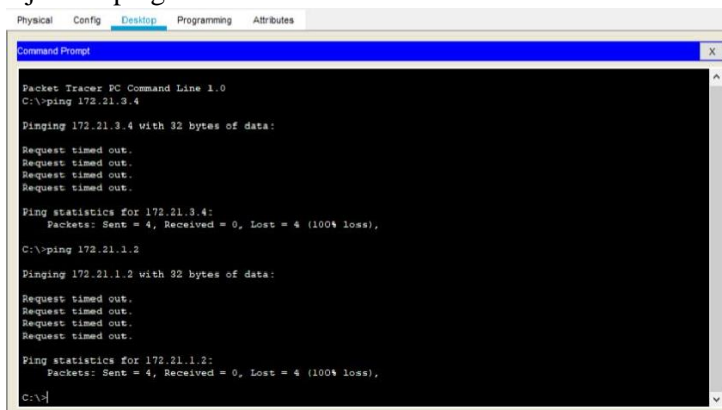 Physical Config Desktop Programming Attributes
Command Prompt X
Packet Tracer PC Command Line 1.0
C:\>ping 172.21.3.4
Pinging 172.21.3.4 with 32 bytes of data:
Request timed out.
Request timed out.
Request timed out.
Request timed out.
Ping statistics for 172.21.3.4:
Packets: Sent = 4, Received = 0, Lost = 4 (100% loss),
C:\>ping 172.21.1.2
Pinging 172.21.1.2 with 32 bytes of data:
Request timed out.
Request timed out.
Request timed out.
Request timed out.
Ping statistics for 172.21.1.2:
Packets: Sent = 4, Received = 0, Lost = 4 (100% loss),
C:\>